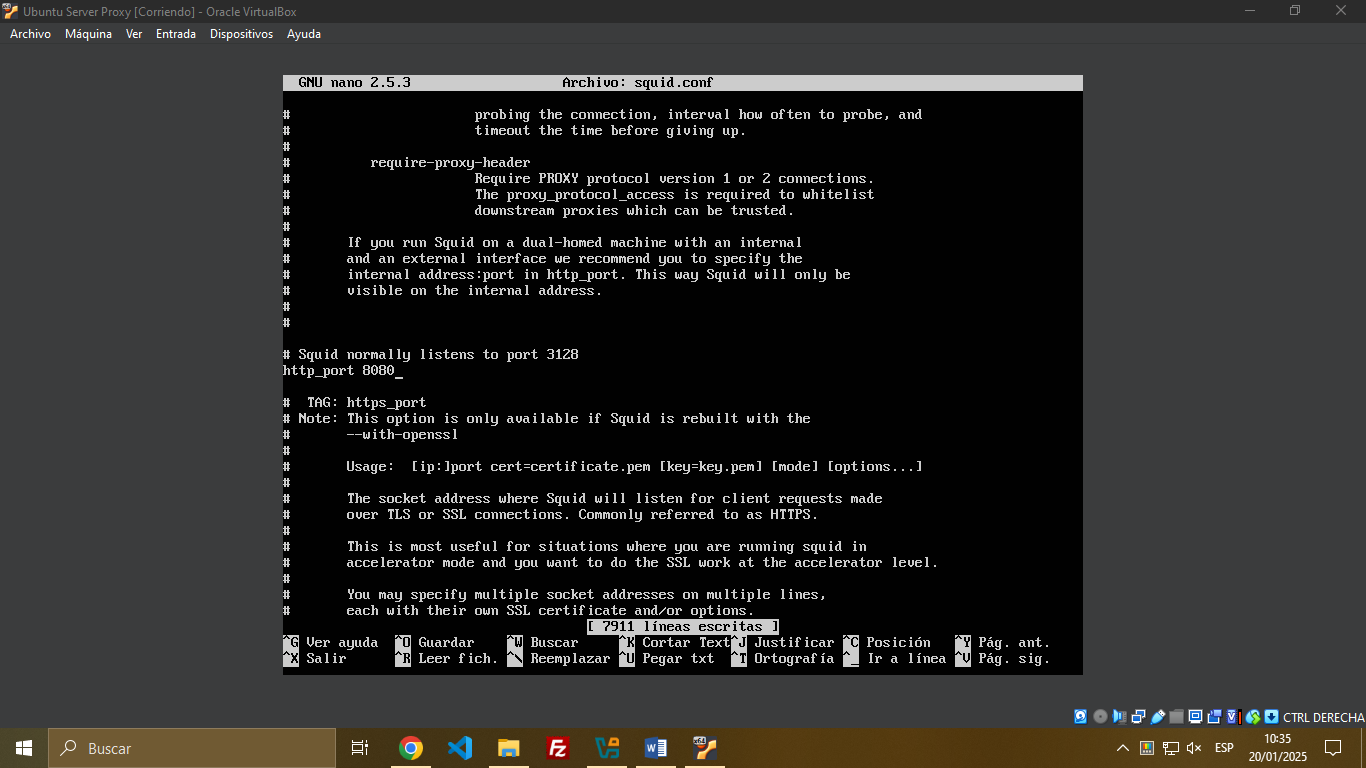 Ubuntu Server Proxy [Corriendo] - Oracle VirtualBox
Archivo Máquina Ver Entrada Dispositivos Ayuda
GNU nano 2.5.3 Archivo: squid.conf
# probing the connection, interval how often to probe, and
# timeout the time before giving up.
#
# require-proxy-header
# Require PROXY protocol version 1 or 2 connections.
# The proxy_protocol_access is required to whitelist
# downstream proxies which can be trusted.
#
# If you run Squid on a dual-homed machine with an internal
# and an external interface we recommend you to specify the
# internal address:port in http_port. This way Squid will only be
# visible on the internal address.
#
#
# Squid normally listens to port 3128
http_port 8080_
# TAG: https_port
# Note: This option is only available if Squid is rebuilt with the
# --with-openssl
#
# Usage: [ip:]port cert=certificate.pem [key=key.pem] [mode] [options...]
#
# The socket address where Squid will listen for client requests made
# over TLS or SSL connections. Commonly referred to as HTTPS.
#
# This is most useful for situations where you are running squid in
# accelerator mode and you want to do the SSL work at the accelerator level.
#
# You may specify multiple socket addresses on multiple lines,
# each with their own SSL certificate and/or options.
[ 7911 líneas escritas ]
^G Ver ayuda ^O Guardar ^W Buscar ^K Cortar Text ^J Justificar ^C Posición ^Y Pág. ant.
^X Salir ^R Leer fich. ^\ Reemplazar ^U Pegar txt ^T Ortografía ^_ Ir a línea ^V Pág. sig.
CTRL DERECHA
Buscar
ESP
10:35
20/01/2025